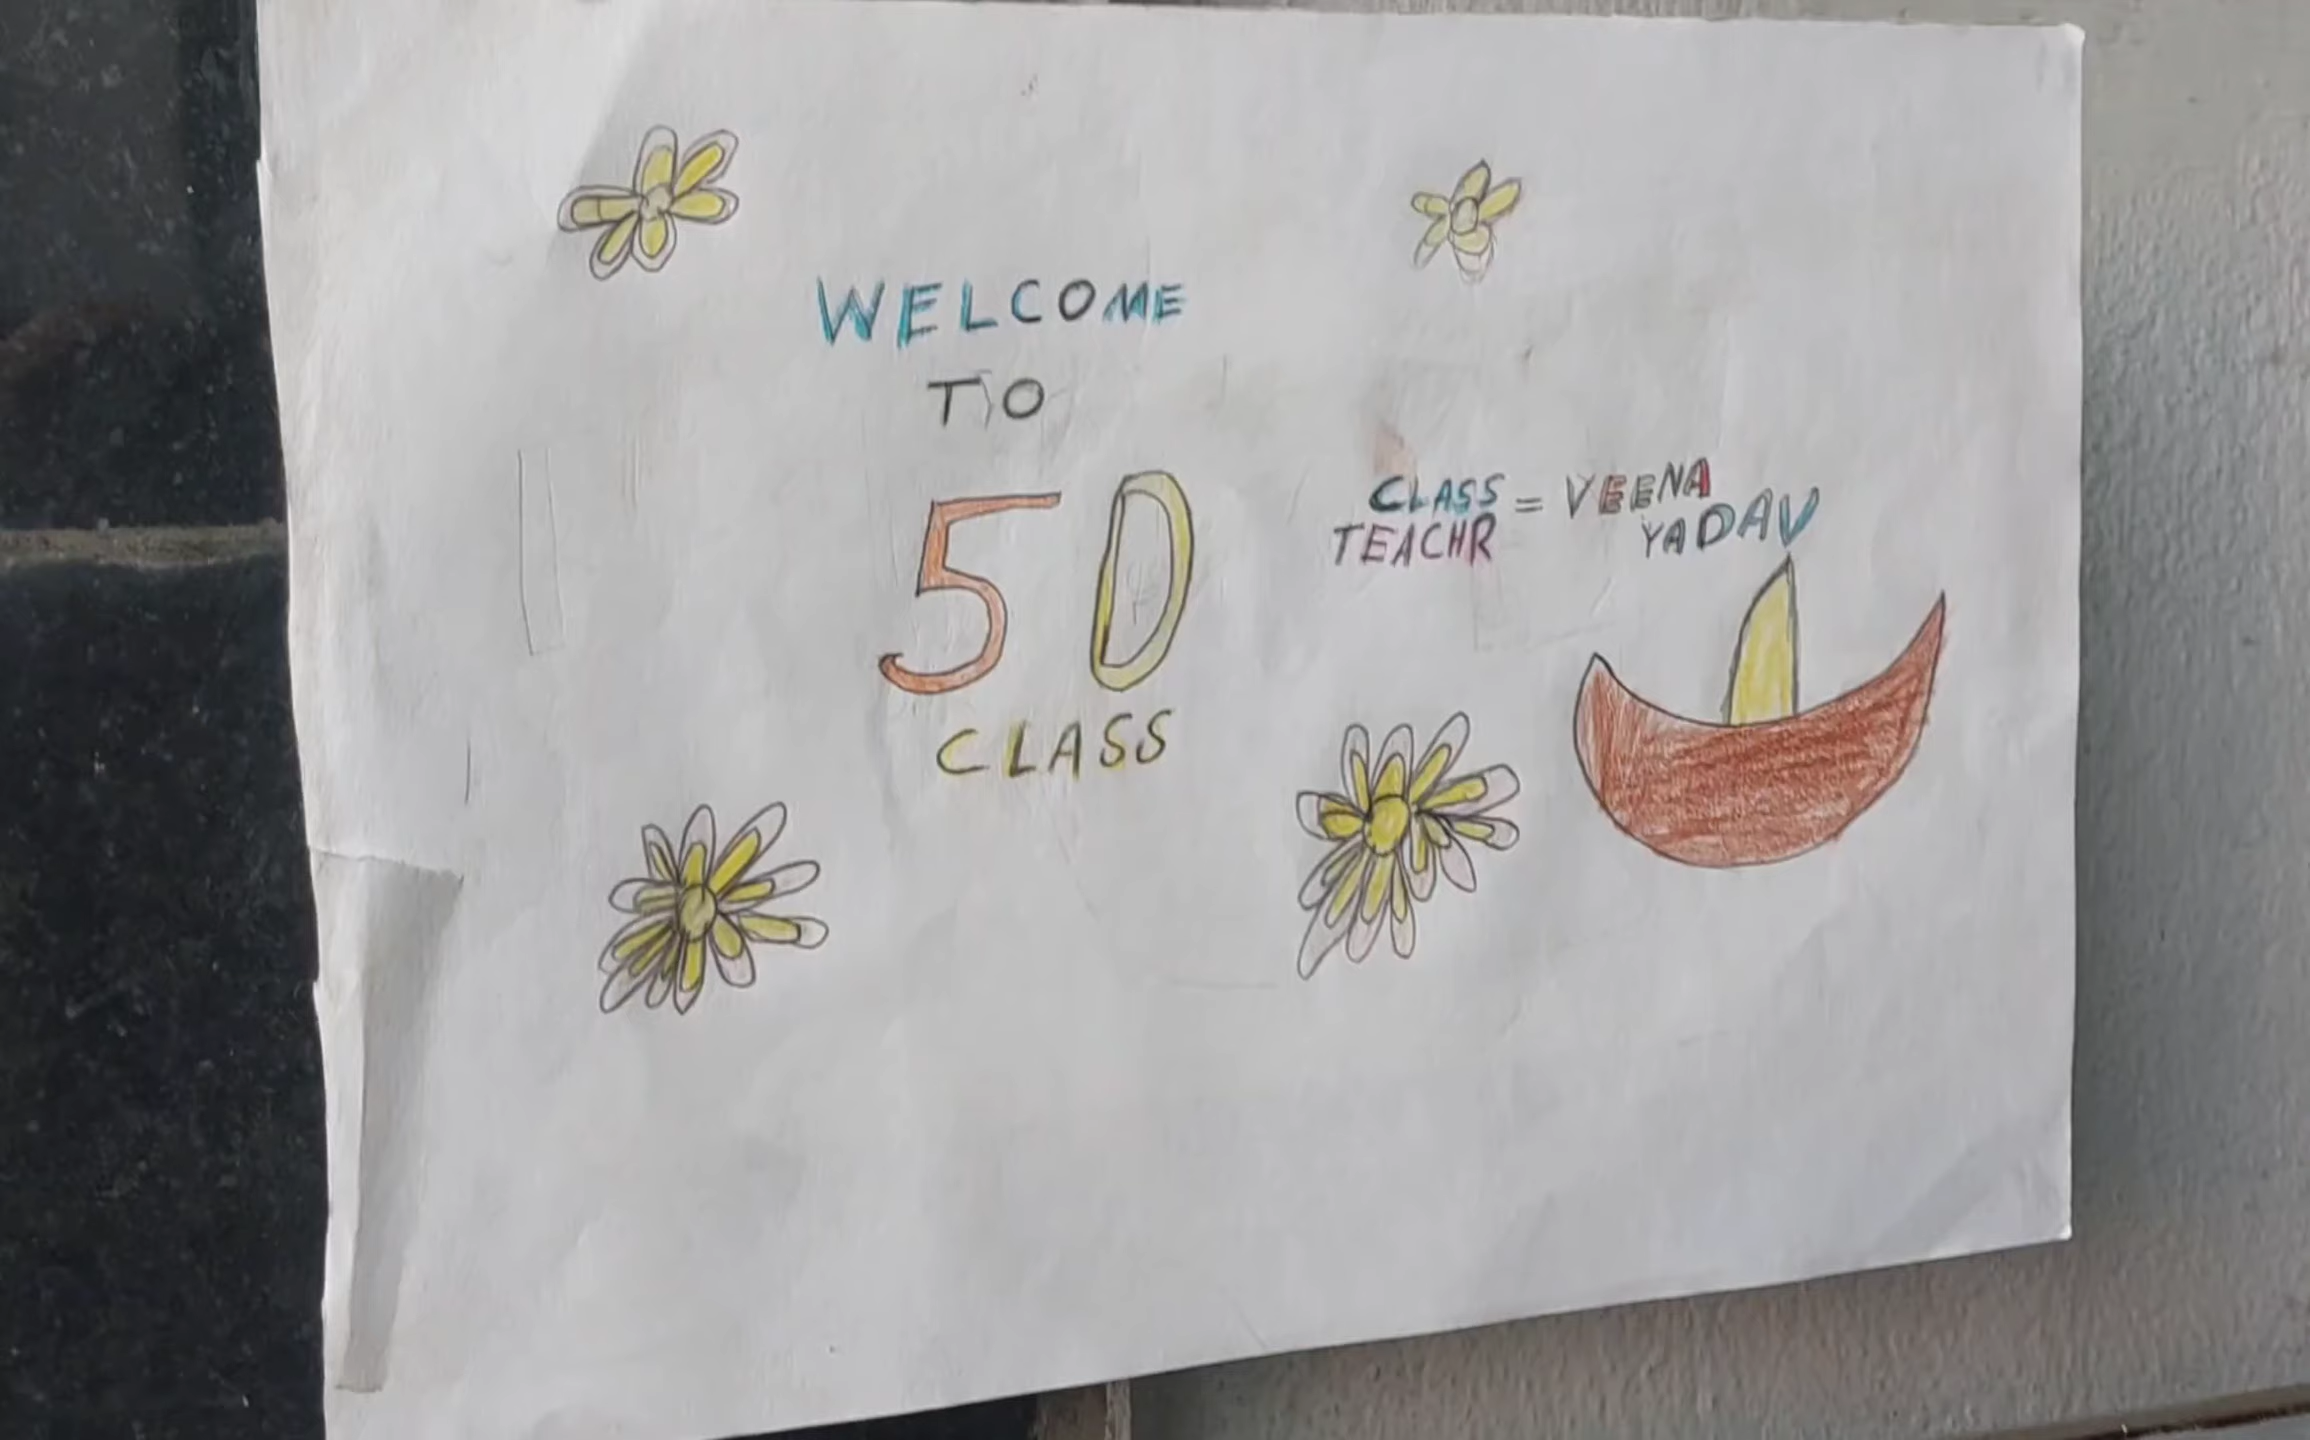 WELCOME
TO
5D
CLASS
CLASS = VEENA
TEACHR YADAV